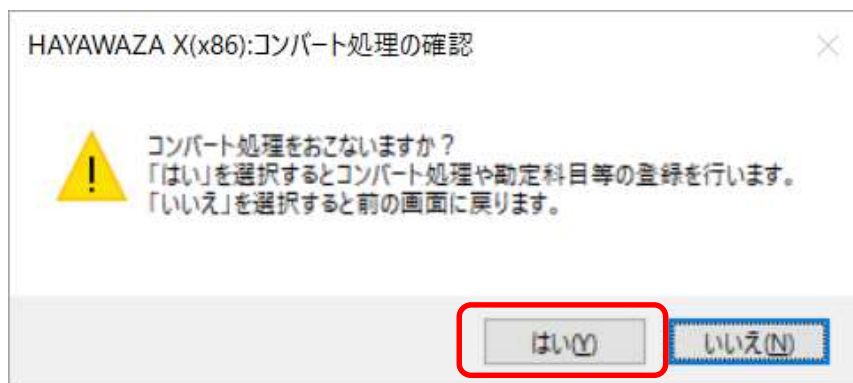 HAYAWAZA X(x86):コンバート処理の確認
コンバート処理をおこないますか？
「はい」を選択するとコンバート処理や勘定科目等の登録を行います。
「いいえ」を選択すると前の画面に戻ります。
はい(Y)
いいえ(N)